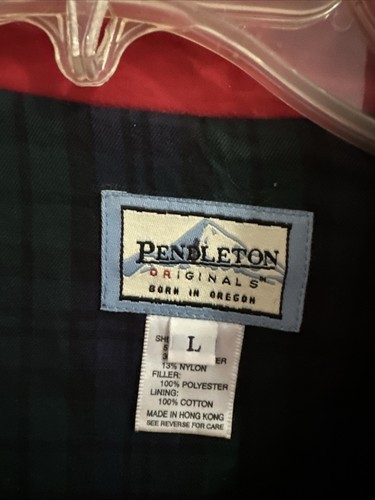 PENDLETON
ORIGINALS™
BORN IN OREGON
L
13% NYLON
FILLER:
100% POLYESTER
LINING:
100% COTTON
MADE IN HONG KONG
SEE REVERSE FOR CARE